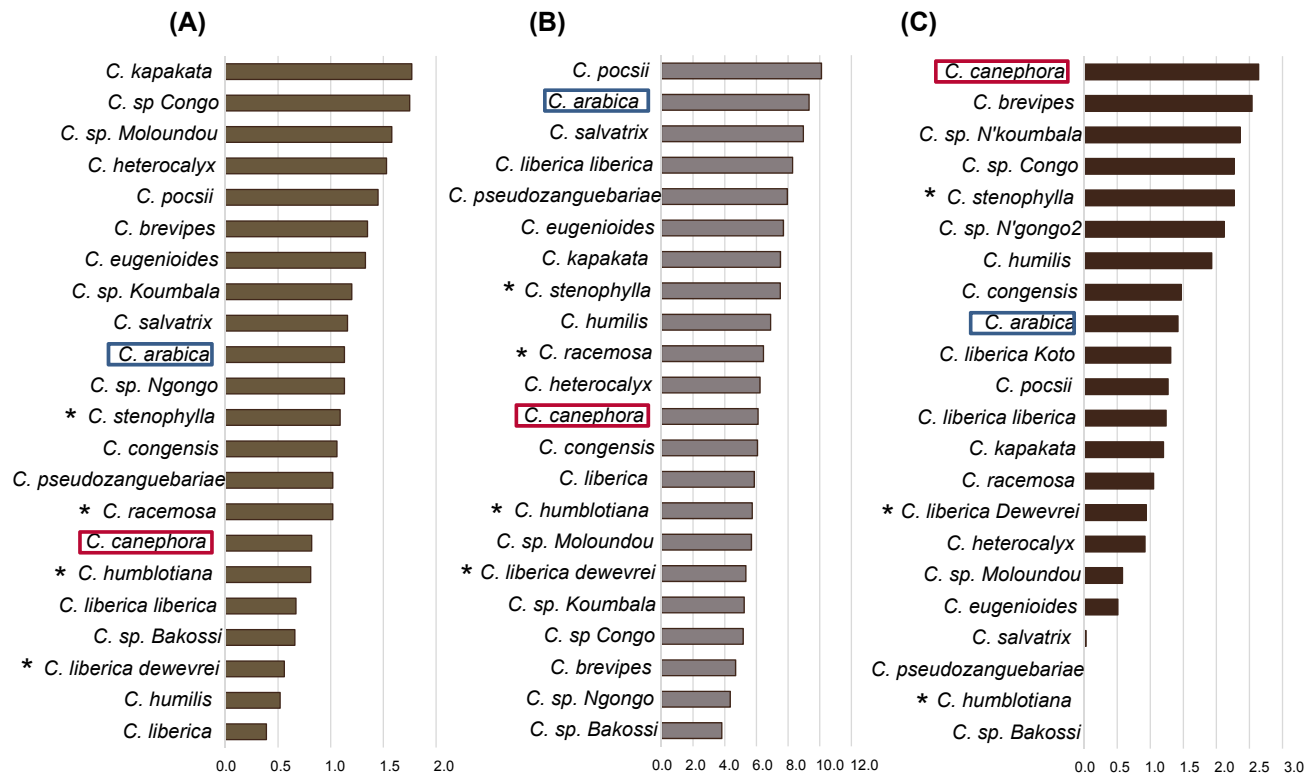 (A)
C. kapakata
C. sp Congo
C. sp. Moloundou
C. heterocalyx
C. pocsii
C. brevipes
C. eugenioides
C. sp. Koumbala
C. salvatrix
C. arabica
C. sp. Ngongo
* C. stenophylla
C. congensis
C. pseudozanguebariae
* C. racemosa
C. canephora
* C. humblotiana
C. liberica liberica
C. sp. Bakossi
* C. liberica dewevrei
C. humilis
C. liberica
0.0 0.5 1.0 1.5 2.0
(B)
C. pocsii
C. arabica
C. salvatrix
C. liberica liberica
C. pseudozanguebariae
C. eugenioides
C. kapakata
* C. stenophylla
C. humilis
* C. racemosa
C. heterocalyx
C. canephora
C. congensis
C. liberica
* C. humblotiana
C. sp. Moloundou
* C. liberica dewevrei
C. sp. Koumbala
C. sp Congo
C. brevipes
C. sp. Ngongo
C. sp. Bakossi
0.0 2.0 4.0 6.0 8.0 10.0 12.0
(C)
C. canephora
C. brevipes
C. sp. N'koumbala
C. sp. Congo
* C. stenophylla
C. sp. N'gongo2
C. humilis
C. congensis
C. arabica
C. liberica Koto
C. pocsii
C. liberica liberica
C. kapakata
C. racemosa
* C. liberica Dewevrei
C. heterocalyx
C. sp. Moloundou
C. eugenioides
C. salvatrix
C. pseudozanguebariae
* C. humblotiana
C. sp. Bakossi
0.0 0.5 1.0 1.5 2.0 2.5 3.0